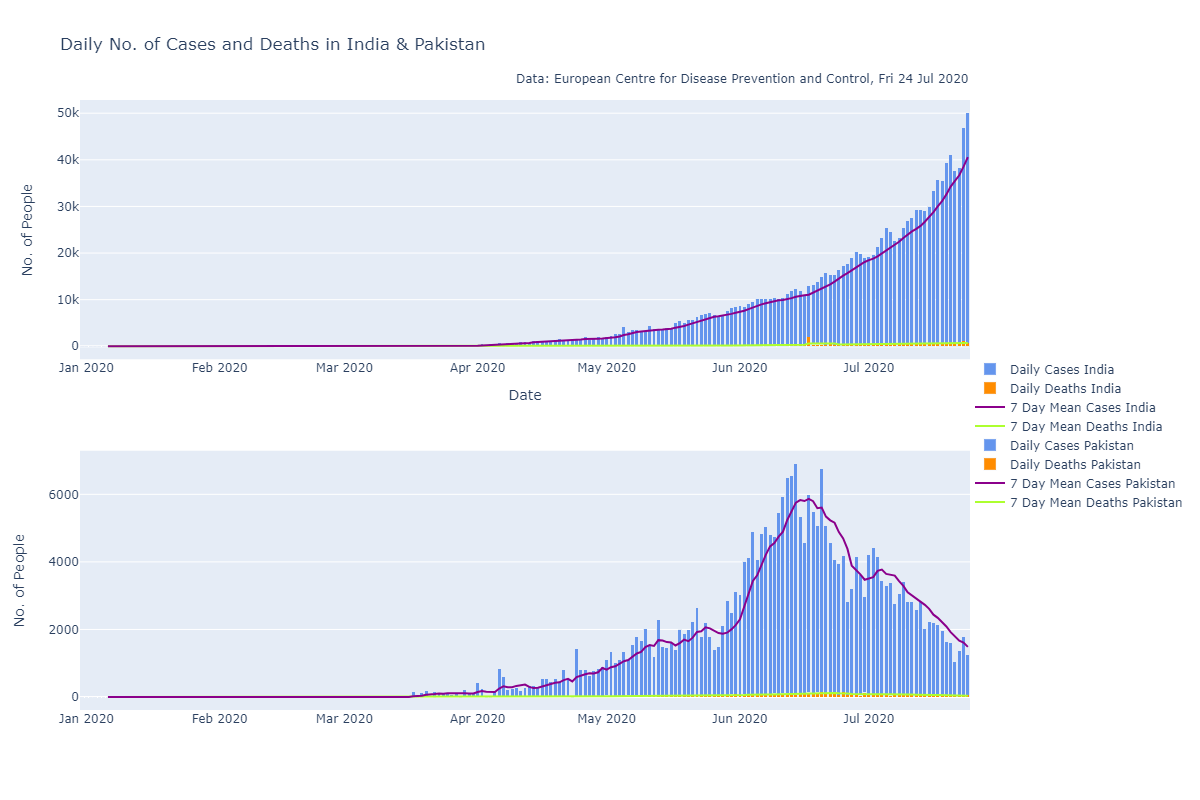 Daily No. of Cases and Deaths in India & Pakistan
Data: European Centre for Disease Prevention and Control, Fri 24 Jul 2020
50k
40k
30k
20k
10k
0
No. of People
Jan 2020 Feb 2020 Mar 2020 Apr 2020 May 2020 Jun 2020 Jul 2020
Date
Daily Cases India
Daily Deaths India
7 Day Mean Cases India
7 Day Mean Deaths India
Daily Cases Pakistan
Daily Deaths Pakistan
7 Day Mean Cases Pakistan
7 Day Mean Deaths Pakistan
6000
4000
2000
0
No. of People
Jan 2020 Feb 2020 Mar 2020 Apr 2020 May 2020 Jun 2020 Jul 2020